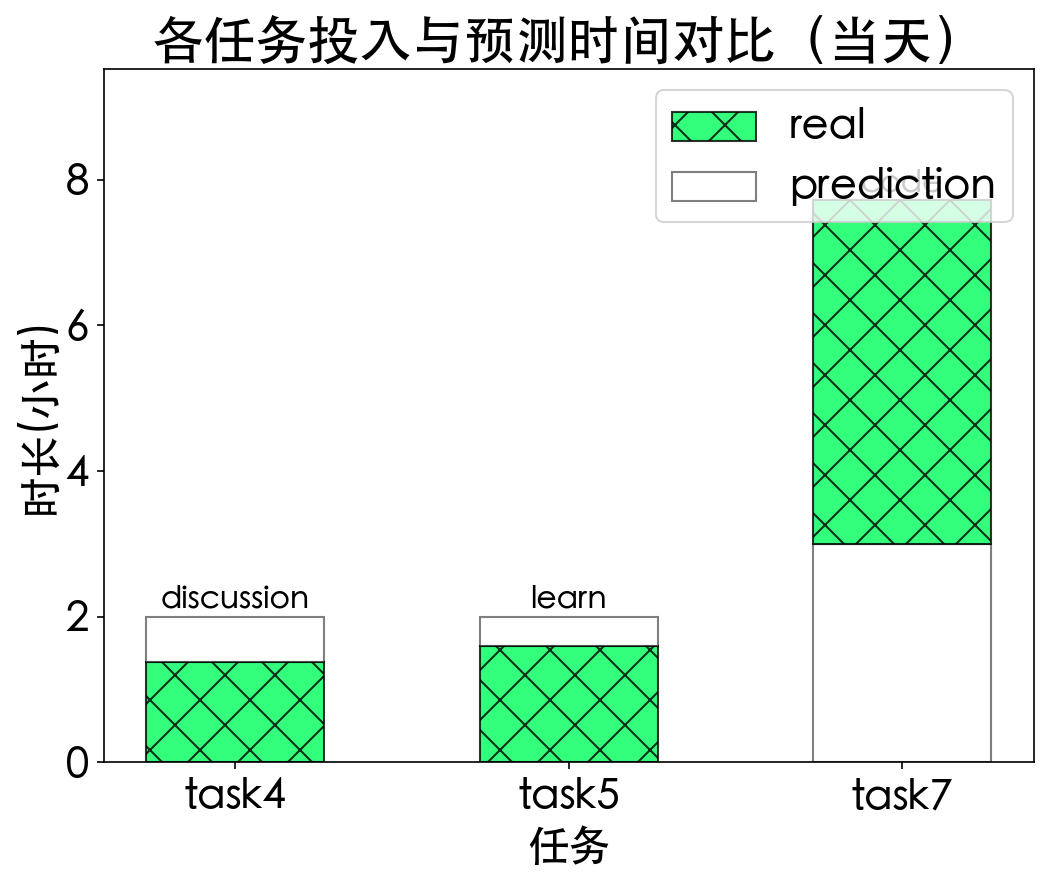 各任务投入与预测时间对比（当天）
real
prediction
code
8
6
4
2
0
时长(小时)
discussion
learn
task4
task5
task7
任务